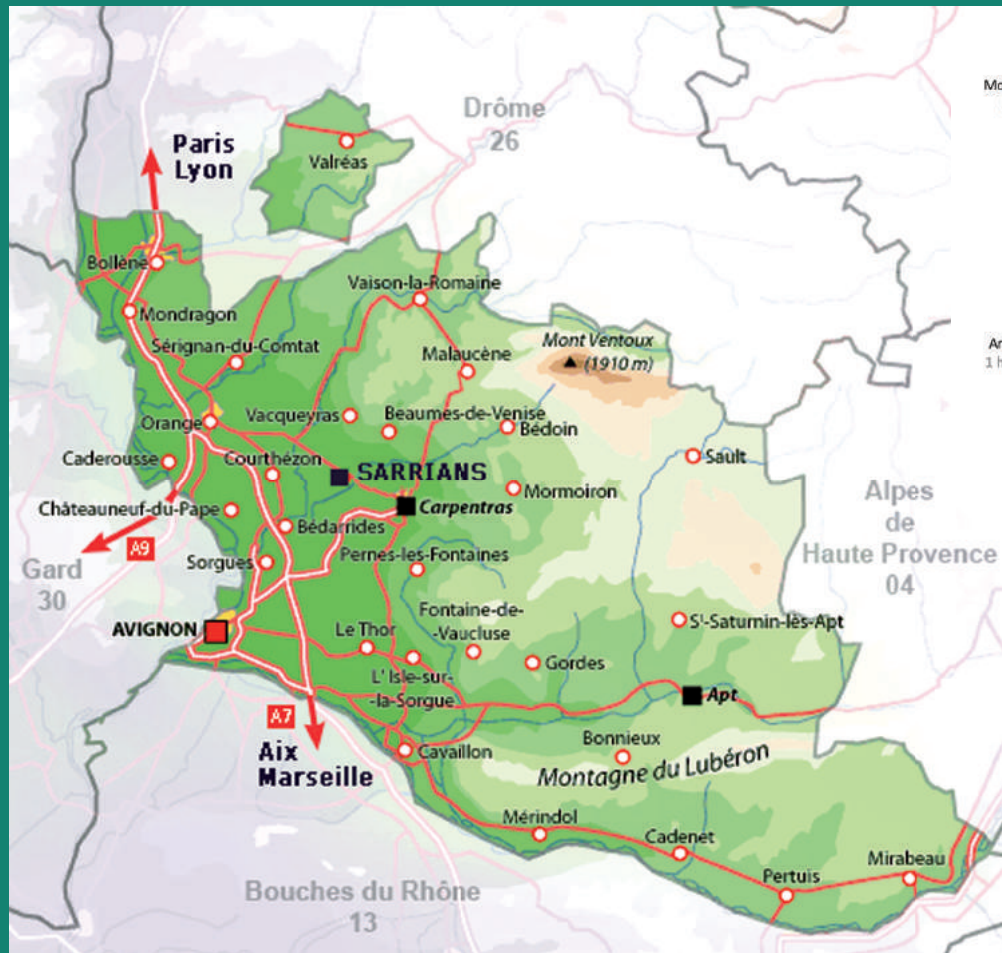 Mo
Drôme
26
Paris
Lyon
Valréas
Bollène
Vaison-la-Romaine
Mondragon
Mont Ventoux
(1910 m)
Sérignan-du-Comtat
Malaucène
Ar
1 h
Vacqueyras
Beaumes-de-Venise
Orange
Bédoin
Caderousse
Courthézon
SARRIANS
Sault
Mormoiron
Châteauneuf-du-Pape
Carpentras
Alpes
de
Haute Provence
04
Bédarrides
A9
Gard
30
Sorgues
Pernes-les-Fontaines
AVIGNON
Le Thor
Fontaine-de-
-Vaucluse
St-Saturnin-lès-Apt
Gordes
L'Isle-sur-
-la-Sorgue
Apt
A7
Aix
Marseille
Cavaillon
Bonnieux
Montagne du Lubéron
Mérindol
Cadenet
Mirabeau
Pertuis
Bouches du Rhône
13